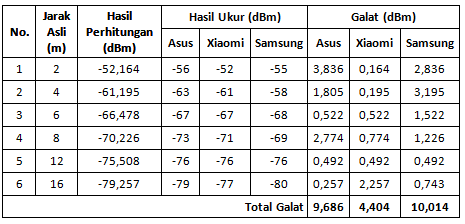 No. Jarak Asli (m) Hasil Perhitungan (dBm) Hasil Ukur (dBm) Galat (dBm)
Asus Xiaomi Samsung Asus Xiaomi Samsung
1 2 -52,164 -56 -52 -55 3,836 0,164 2,836
2 4 -61,195 -63 -61 -58 1,805 0,195 3,195
3 6 -66,478 -67 -67 -68 0,522 0,522 1,522
4 8 -70,226 -73 -71 -69 2,774 0,774 1,226
5 12 -75,508 -76 -76 -76 0,492 0,492 0,492
6 16 -79,257 -79 -77 -80 0,257 2,257 0,743
Total Galat 9,686 4,404 10,014